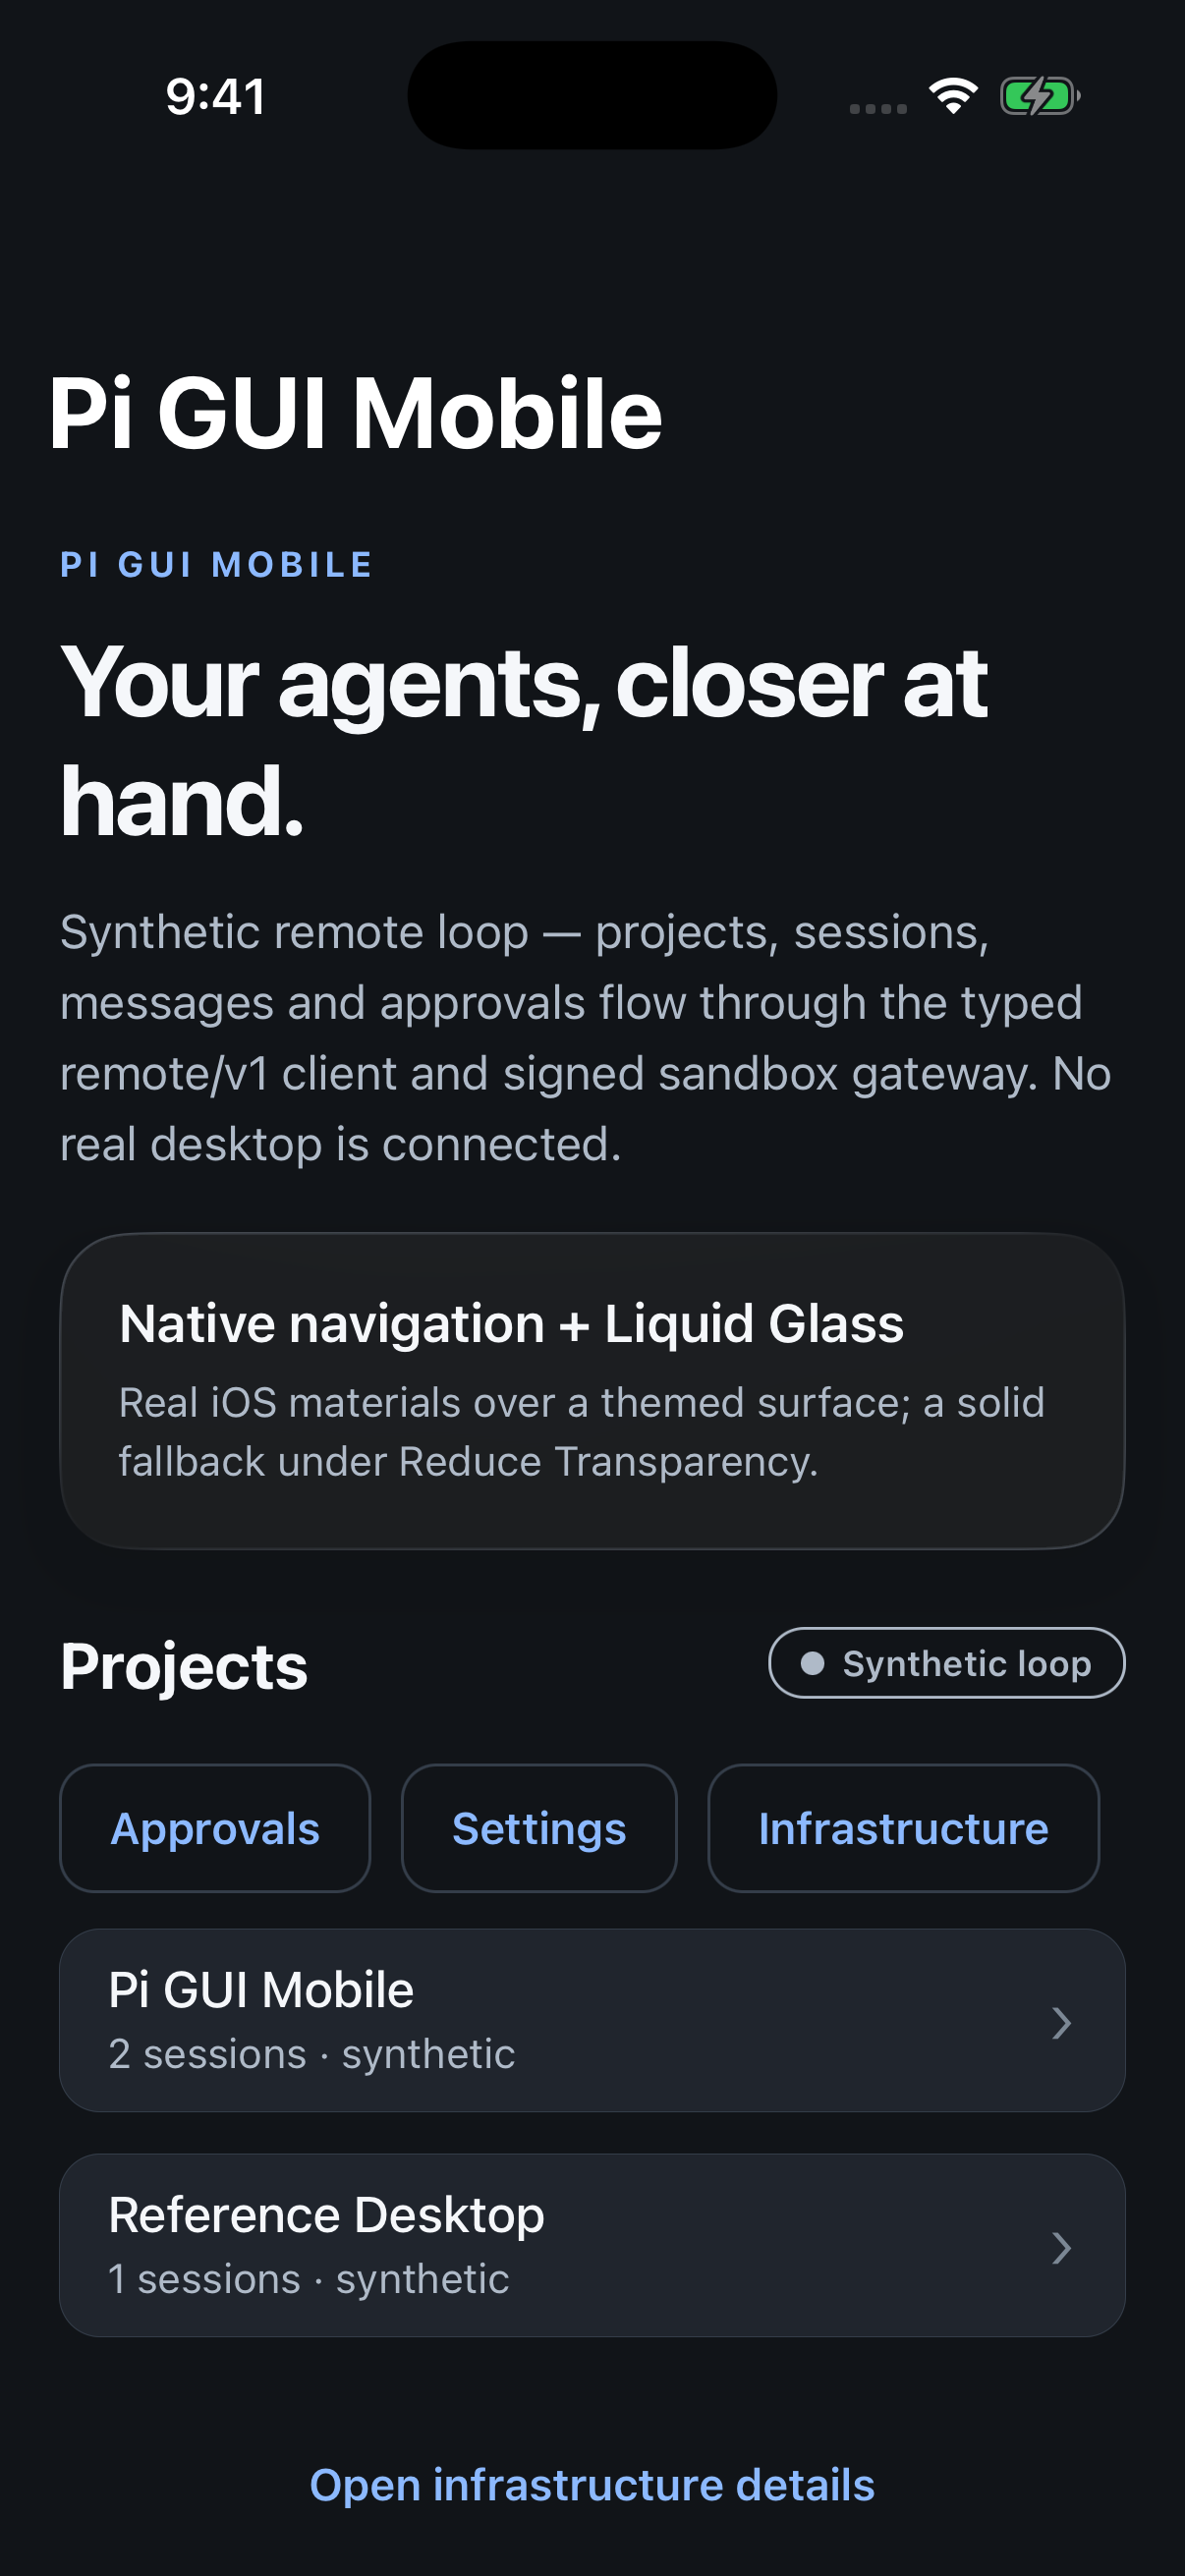 9:41
Pi GUI Mobile
PI GUI MOBILE
Your agents, closer at
hand.
Synthetic remote loop — projects, sessions,
messages and approvals flow through the typed
remote/v1 client and signed sandbox gateway. No
real desktop is connected.
Native navigation + Liquid Glass
Real iOS materials over a themed surface; a solid
fallback under Reduce Transparency.
Projects
Synthetic loop
Approvals
Settings
Infrastructure
Pi GUI Mobile
2 sessions · synthetic
Reference Desktop
1 sessions · synthetic
Open infrastructure details